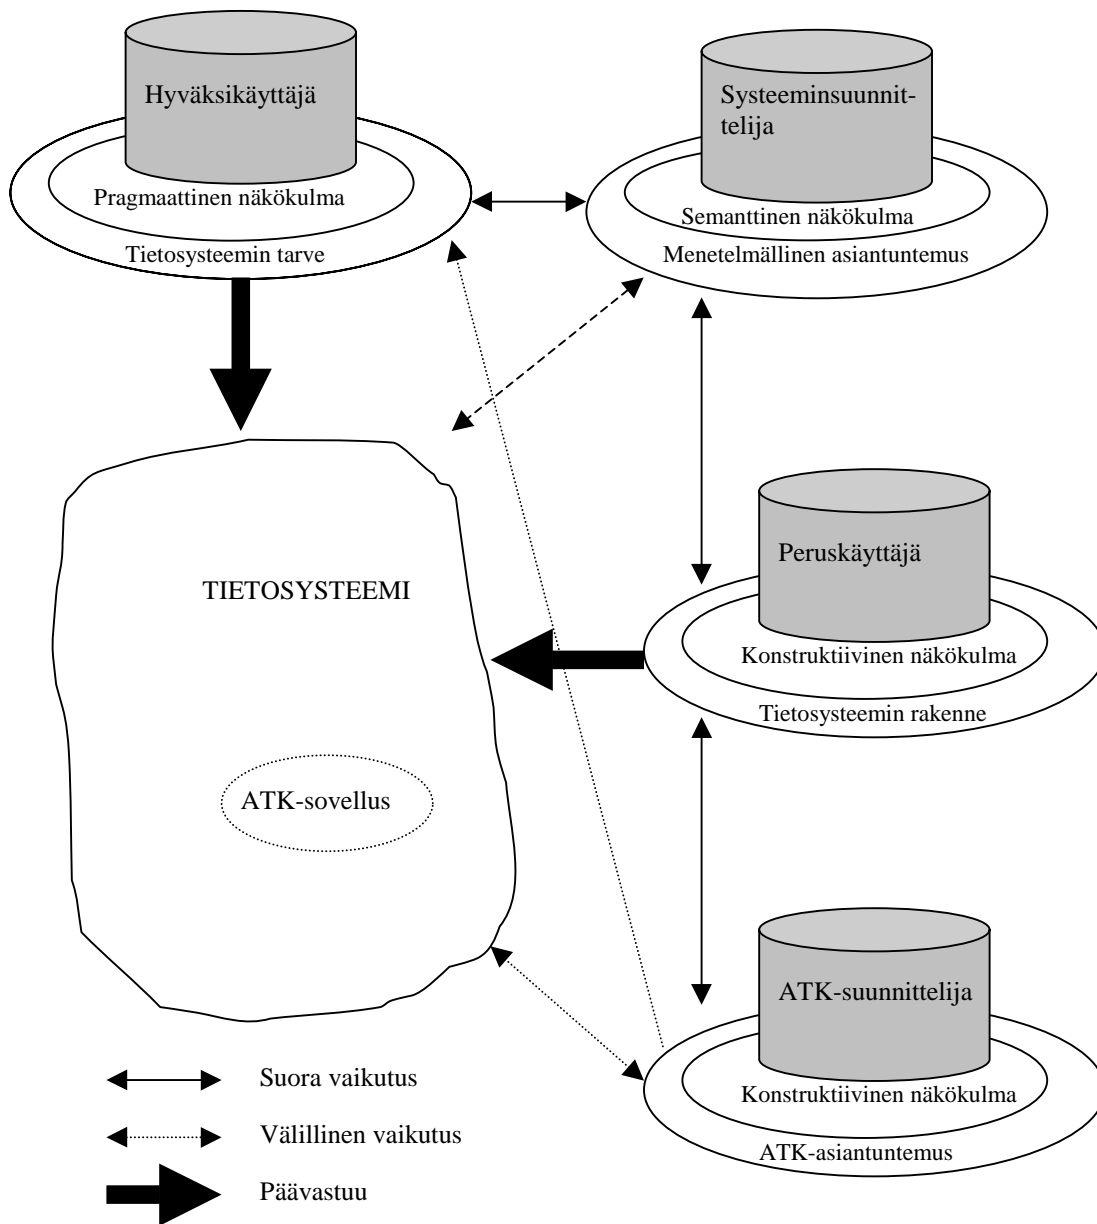 Hyväksikäyttäjä
Pragmaattinen näkökulma
Tietosysteemin tarve
Systeeminsuunnit-
telija
Semanttinen näkökulma
Menetelmällinen asiantuntemus
TIETOSYSTEEMI
ATK-sovellus
Peruskäyttäjä
Konstruktiivinen näkökulma
Tietosysteemin rakenne
ATK-suunnittelija
Konstruktiivinen näkökulma
ATK-asiantuntemus
Suora vaikutus
Välillinen vaikutus
Päävastuu